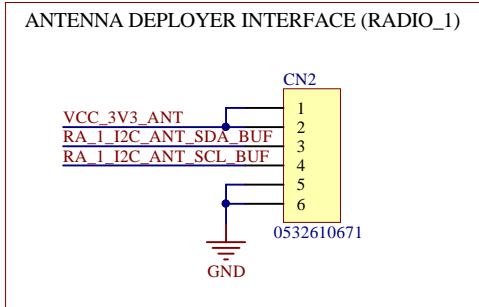 ANTENNA DEPLOYER INTERFACE (RADIO_1)
CN2
VCC_3V3_ANT
RA_1_I2C_ANT_SDA_BUF
RA_1_I2C_ANT_SCL_BUF
1
2
3
4
5
6
0532610671
GND